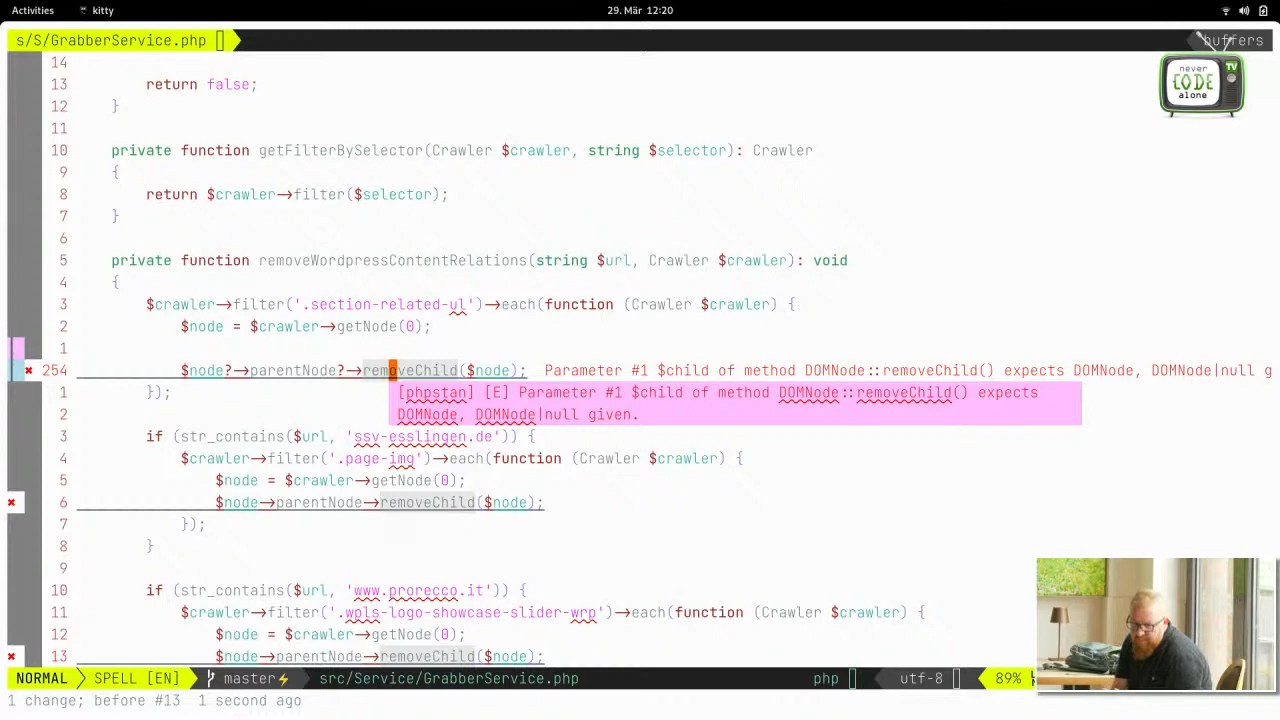 Activities kitty 29. Mär 12:20
s/S/GrabberService.php buffers
never CODE alone TV
14
13 return false;
12 }
11
10 private function getFilterBySelector(Crawler $crawler, string $selector): Crawler
9 {
8 return $crawler->filter($selector);
7 }
6
5 private function removeWordpressContentRelations(string $url, Crawler $crawler): void
4 {
3 $crawler->filter('.section-related-ul')->each(function (Crawler $crawler) {
2 $node = $crawler->getNode(0);
1
✖ 254 $node?->parentNode?->removeChild($node); Parameter #1 $child of method DOMNode::removeChild() expects DOMNode, DOMNode|null g
1 }); [phpstan] [E] Parameter #1 $child of method DOMNode::removeChild() expects
2 DOMNode, DOMNode|null given.
3 if (str_contains($url, 'ssv-esslingen.de')) {
4 $crawler->filter('.page-img')->each(function (Crawler $crawler) {
5 $node = $crawler->getNode(0);
✖ 6 $node->parentNode->removeChild($node);
7 });
8 }
9
10 if (str_contains($url, 'www.prorecco.it')) {
11 $crawler->filter('.wpls-logo-showcase-slider-wrp')->each(function (Crawler $crawler) {
12 $node = $crawler->getNode(0);
✖ 13 $node->parentNode->removeChild($node);
NORMAL SPELL [EN] master⚡ src/Service/GrabberService.php php utf-8 89%
1 change; before #13 1 second ago